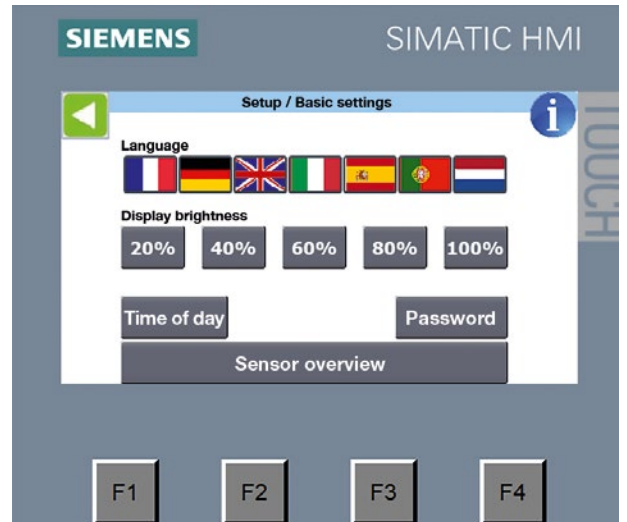 SIEMENS
SIMATIC HMI
Setup / Basic settings
i
TOUCH
Language
Display brightness
20% 40% 60% 80% 100%
Time of day Password
Sensor overview
F1 F2 F3 F4